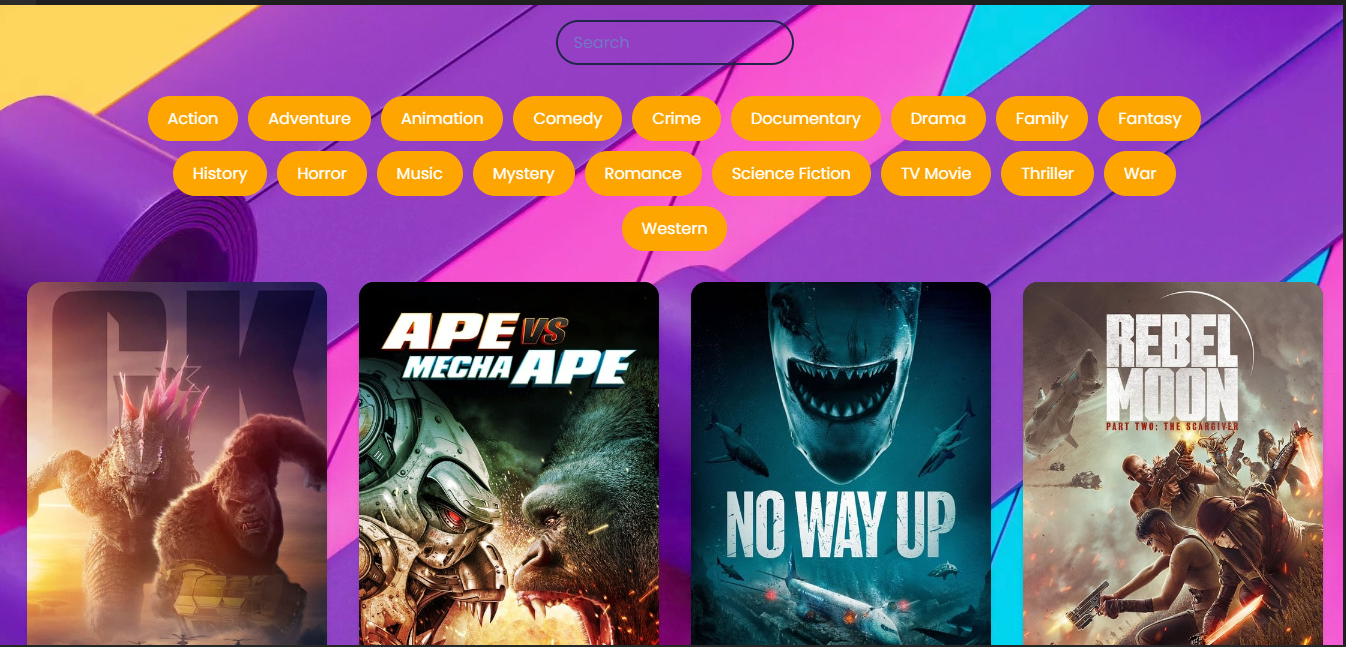 Search
Action Adventure Animation Comedy Crime Documentary Drama Family Fantasy
History Horror Music Mystery Romance Science Fiction TV Movie Thriller War
Western
GK
APE VS
MECHA APE
NO WAY UP
REBEL
MOON
PART TWO: THE SCARGIVER